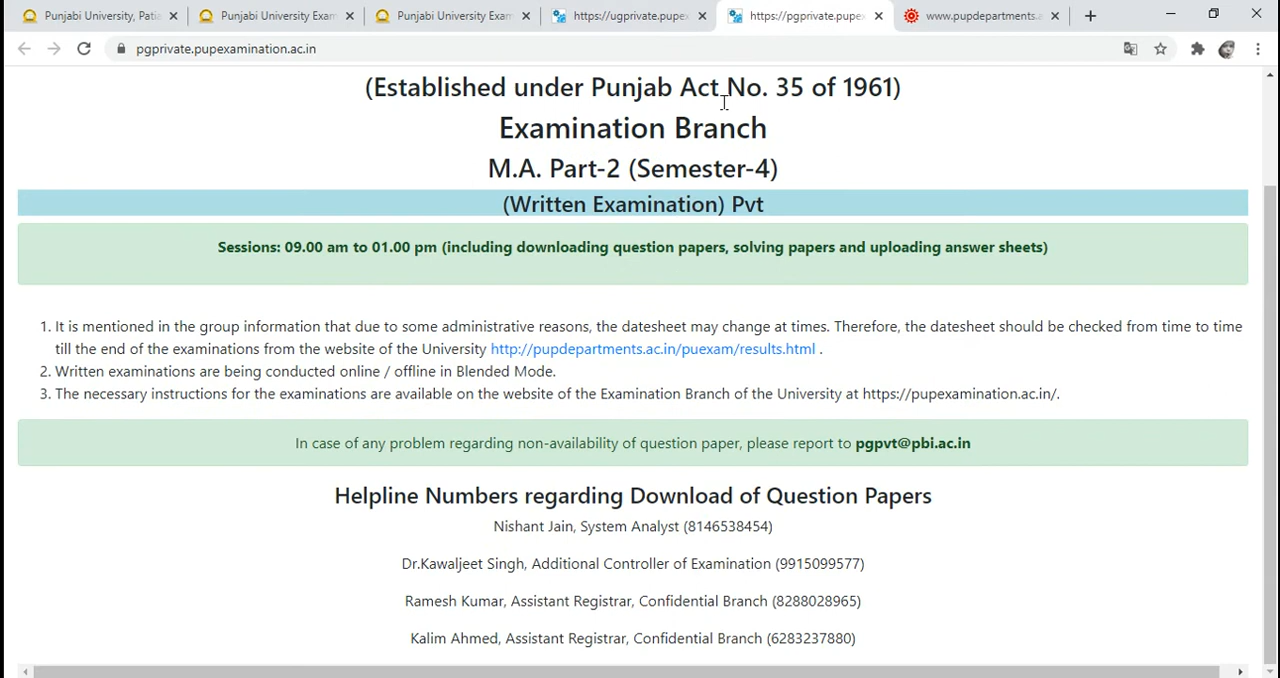 Punjabi University, Patia
Punjabi University Exam
Punjabi University Exam
https://ugprivate.pupex
https://pgprivate.pupex
www.pupdepartments.a
pgprivate.pupexamination.ac.in
(Established under Punjab Act No. 35 of 1961)
Examination Branch
M.A. Part-2 (Semester-4)
(Written Examination) Pvt
Sessions: 09.00 am to 01.00 pm (including downloading question papers, solving papers and uploading answer sheets)
1. It is mentioned in the group information that due to some administrative reasons, the datesheet may change at times. Therefore, the datesheet should be checked from time to time
till the end of the examinations from the website of the University http://pupdepartments.ac.in/puexam/results.html .
2. Written examinations are being conducted online / offline in Blended Mode.
3. The necessary instructions for the examinations are available on the website of the Examination Branch of the University at https://pupexamination.ac.in/.
In case of any problem regarding non-availability of question paper, please report to pgpvt@pbi.ac.in
Helpline Numbers regarding Download of Question Papers
Nishant Jain, System Analyst (8146538454)
Dr.Kawaljeet Singh, Additional Controller of Examination (9915099577)
Ramesh Kumar, Assistant Registrar, Confidential Branch (8288028965)
Kalim Ahmed, Assistant Registrar, Confidential Branch (6283237880)